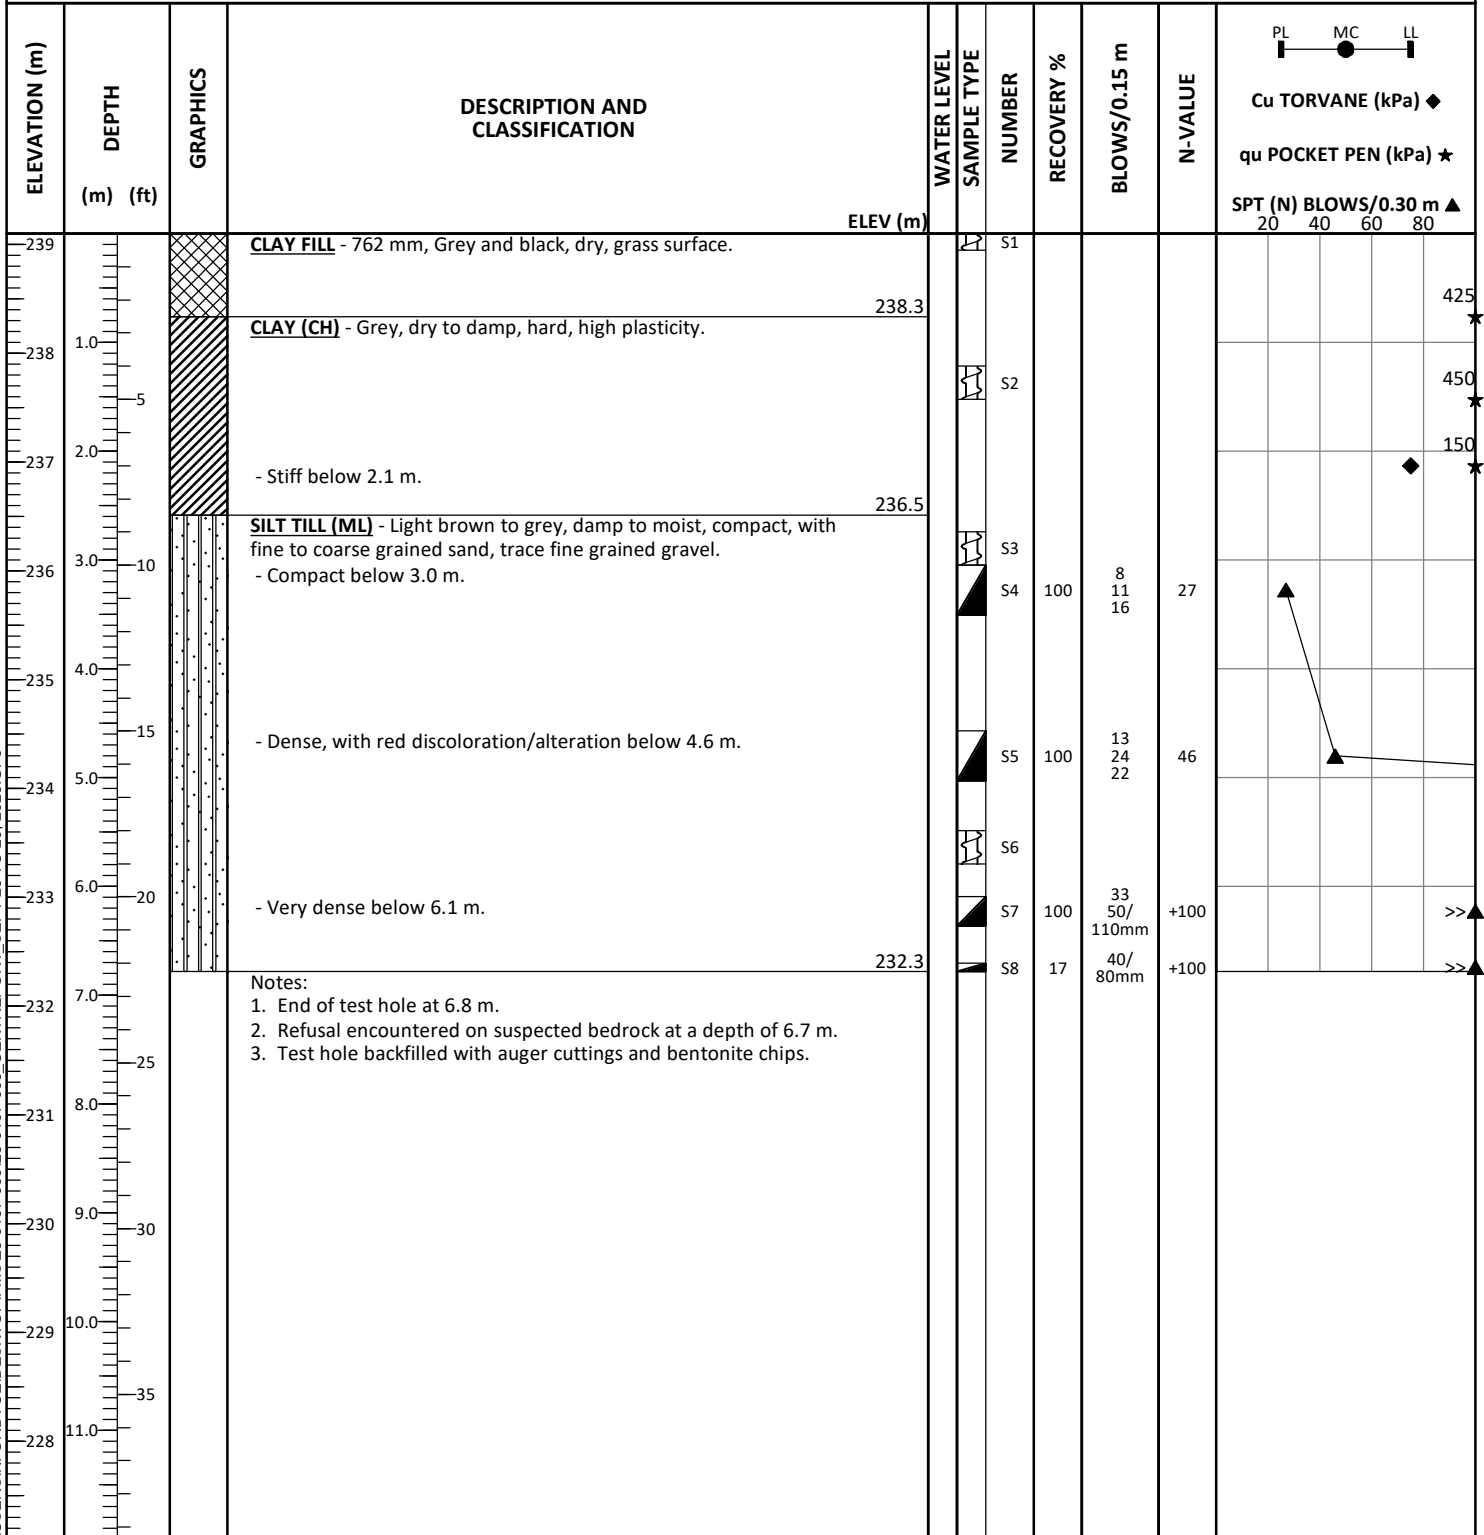 ELEVATION (m)
DEPTH
(m) (ft)
GRAPHICS
DESCRIPTION AND
CLASSIFICATION
ELEV (m)
WATER LEVEL
SAMPLE TYPE
NUMBER
RECOVERY %
BLOWS/0.15 m
N-VALUE
PL MC LL
Cu TORVANE (kPa) ◆
qu POCKET PEN (kPa) ★
SPT (N) BLOWS/0.30 m ▲
20 40 60 80
239
CLAY FILL - 762 mm, Grey and black, dry, grass surface.
S1
425
238.3
CLAY (CH) - Grey, dry to damp, hard, high plasticity.
238
1.0
450
S2
5
2.0
150
237
- Stiff below 2.1 m.
236.5
SILT TILL (ML) - Light brown to grey, damp to moist, compact, with
fine to coarse grained sand, trace fine grained gravel.
S3
3.0
10
236
- Compact below 3.0 m.
S4 100
8
11
16
27
4.0
235
15
- Dense, with red discoloration/alteration below 4.6 m.
S5 100
13
24
22
46
5.0
234
S6
6.0
233
20
- Very dense below 6.1 m.
S7 100
33
50/
110mm
+100
>>
232.3
S8 17
40/
80mm
+100
>>
Notes:
7.0
232
1. End of test hole at 6.8 m.
2. Refusal encountered on suspected bedrock at a depth of 6.7 m.
3. Test hole backfilled with auger cuttings and bentonite chips.
25
8.0
231
9.0
230
30
10.0
229
35
11.0
228